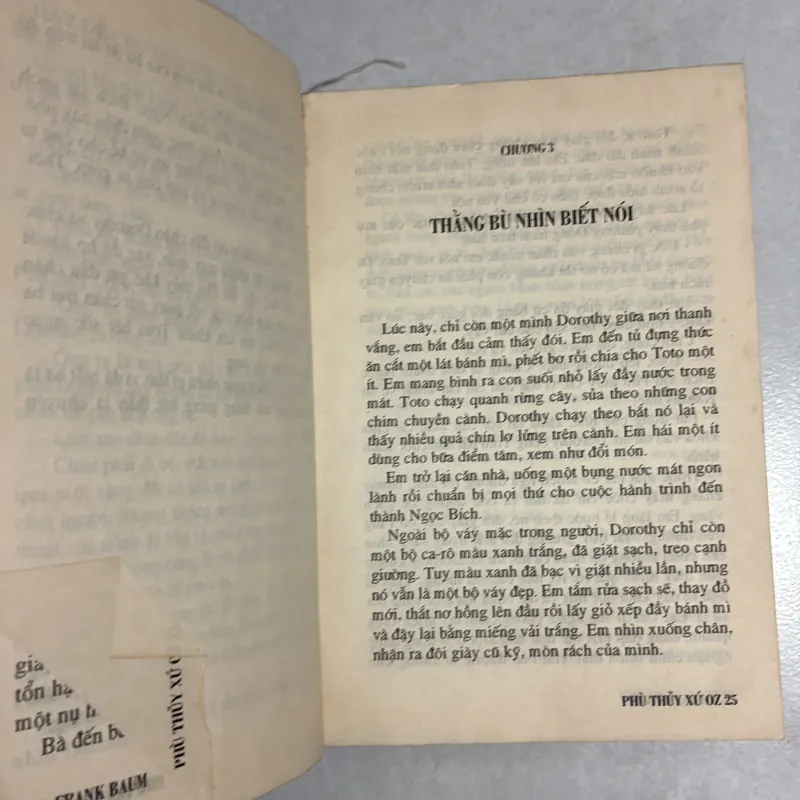 giả
tổn hạ
một nụ h
Bà đến b
FRANK BAUM
PHÙ THỦY XỨ O
CHƯƠNG 3
THẰNG BÙ NHÌN BIẾT NÓI
Lúc này, chỉ còn một mình Dorothy giữa nơi thanh
vắng, em bắt đầu cảm thấy đói. Em đến tủ đựng thức
ăn cắt một lát bánh mì, phết bơ rồi chia cho Toto một
ít. Em mang bình ra con suối nhỏ lấy đầy nước trong
mát. Toto chạy quanh rừng cây, sủa theo những con
chim chuyền cành. Dorothy chạy theo bắt nó lại và
thấy nhiều quả chín lơ lửng trên cành. Em hái một ít
dùng cho bữa điểm tâm, xem như đổi món.
Em trở lại căn nhà, uống một bụng nước mát ngon
lành rồi chuẩn bị mọi thứ cho cuộc hành trình đến
thành Ngọc Bích.
Ngoài bộ váy mặc trong người, Dorothy chỉ còn
một bộ ca-rô màu xanh trắng, đã giặt sạch, treo cạnh
giường. Tuy màu xanh đã bạc vì giặt nhiều lần, nhưng
nó vẫn là một bộ váy đẹp. Em tắm rửa sạch sẽ, thay đồ
mới, thắt nơ hồng lên đầu rồi lấy giỏ xếp đầy bánh mì
và đậy lại bằng miếng vải trắng. Em nhìn xuống chân,
nhận ra đôi giày cũ kỹ, mòn rách của mình.
PHÙ THỦY XỨ OZ 25